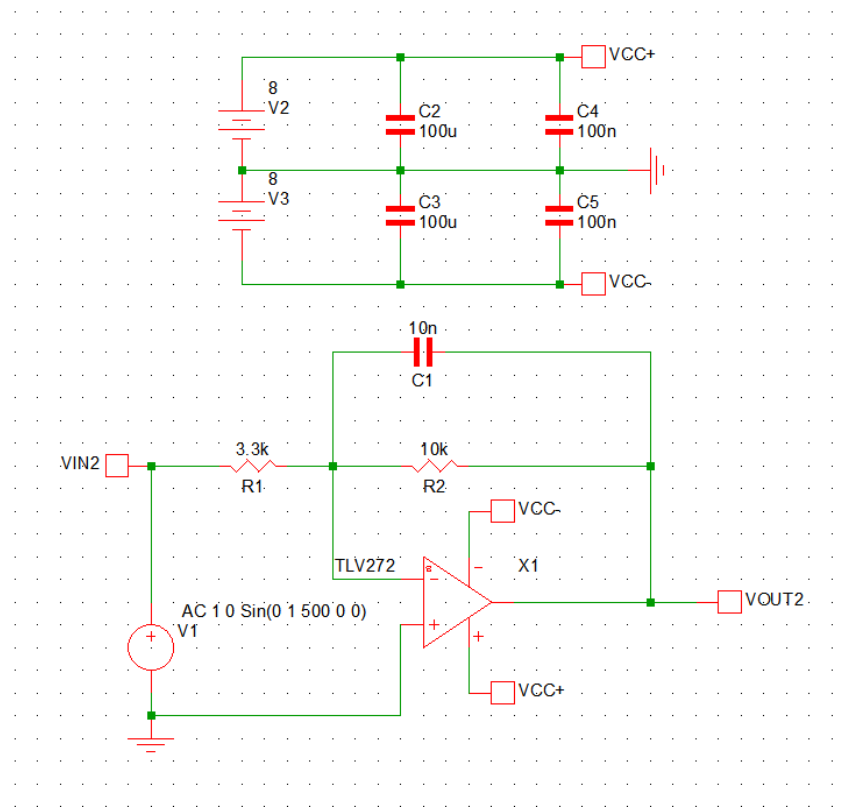 VCC+
8
V2
C2
100u
C4
100n
8
V3
C3
100u
C5
100n
VCC-
10n
C1
VIN2
3.3k
R1
10k
R2
VCC-
TLV272
X1
-
-
+
+
VOUT2
AC 1 0 Sin(0 1 500 0 0)
+
V1
VCC+